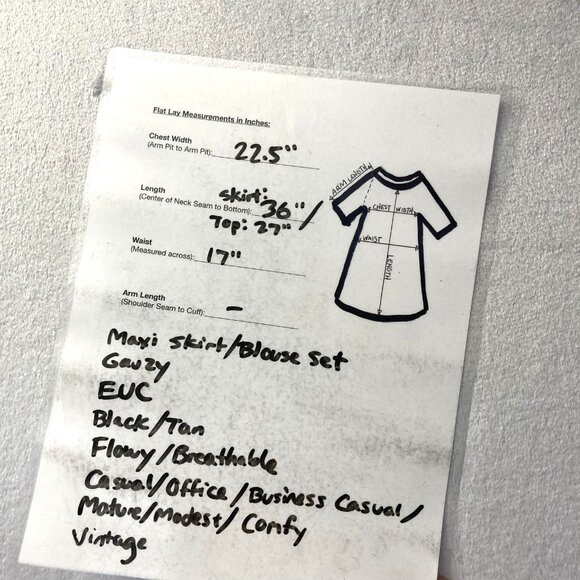 Flat Lay Measurements in Inches:
Chest Width
(Arm Pit to Arm Pit): 22.5"
Skirt:
Length
(Center of Neck Seam to Bottom): 36" /
Top: 27"
Waist
(Measured across): 17"
Arm Length
(Shoulder Seam to Cuff): -
ARM LENGTH
CHEST WIDTH
WAIST
LENGTH
Maxi Skirt/Blouse Set
Gauzy
EUC
Black/Tan
Flowy/Breathable
Casual/Office/Business Casual/
Mature/Modest/Comfy
Vintage